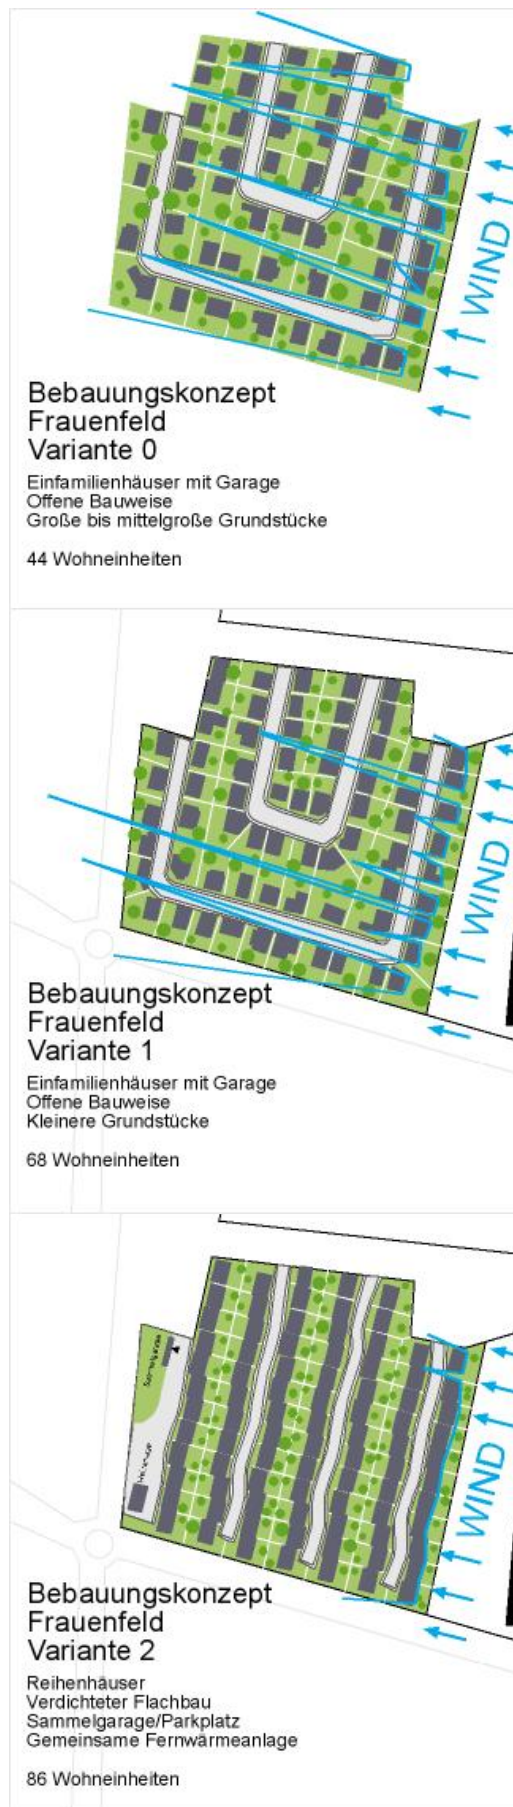 WIND
Bebauungskonzept
Frauenfeld
Variante 0
Einfamilienhäuser mit Garage
Offene Bauweise
Große bis mittelgroße Grundstücke
44 Wohneinheiten
WIND
Bebauungskonzept
Frauenfeld
Variante 1
Einfamilienhäuser mit Garage
Offene Bauweise
Kleinere Grundstücke
68 Wohneinheiten
WIND
Bebauungskonzept
Frauenfeld
Variante 2
Reihenhäuser
Verdichteter Flachbau
Sammelgarage/Parkplatz
Gemeinsame Fernwärmeanlage
86 Wohneinheiten